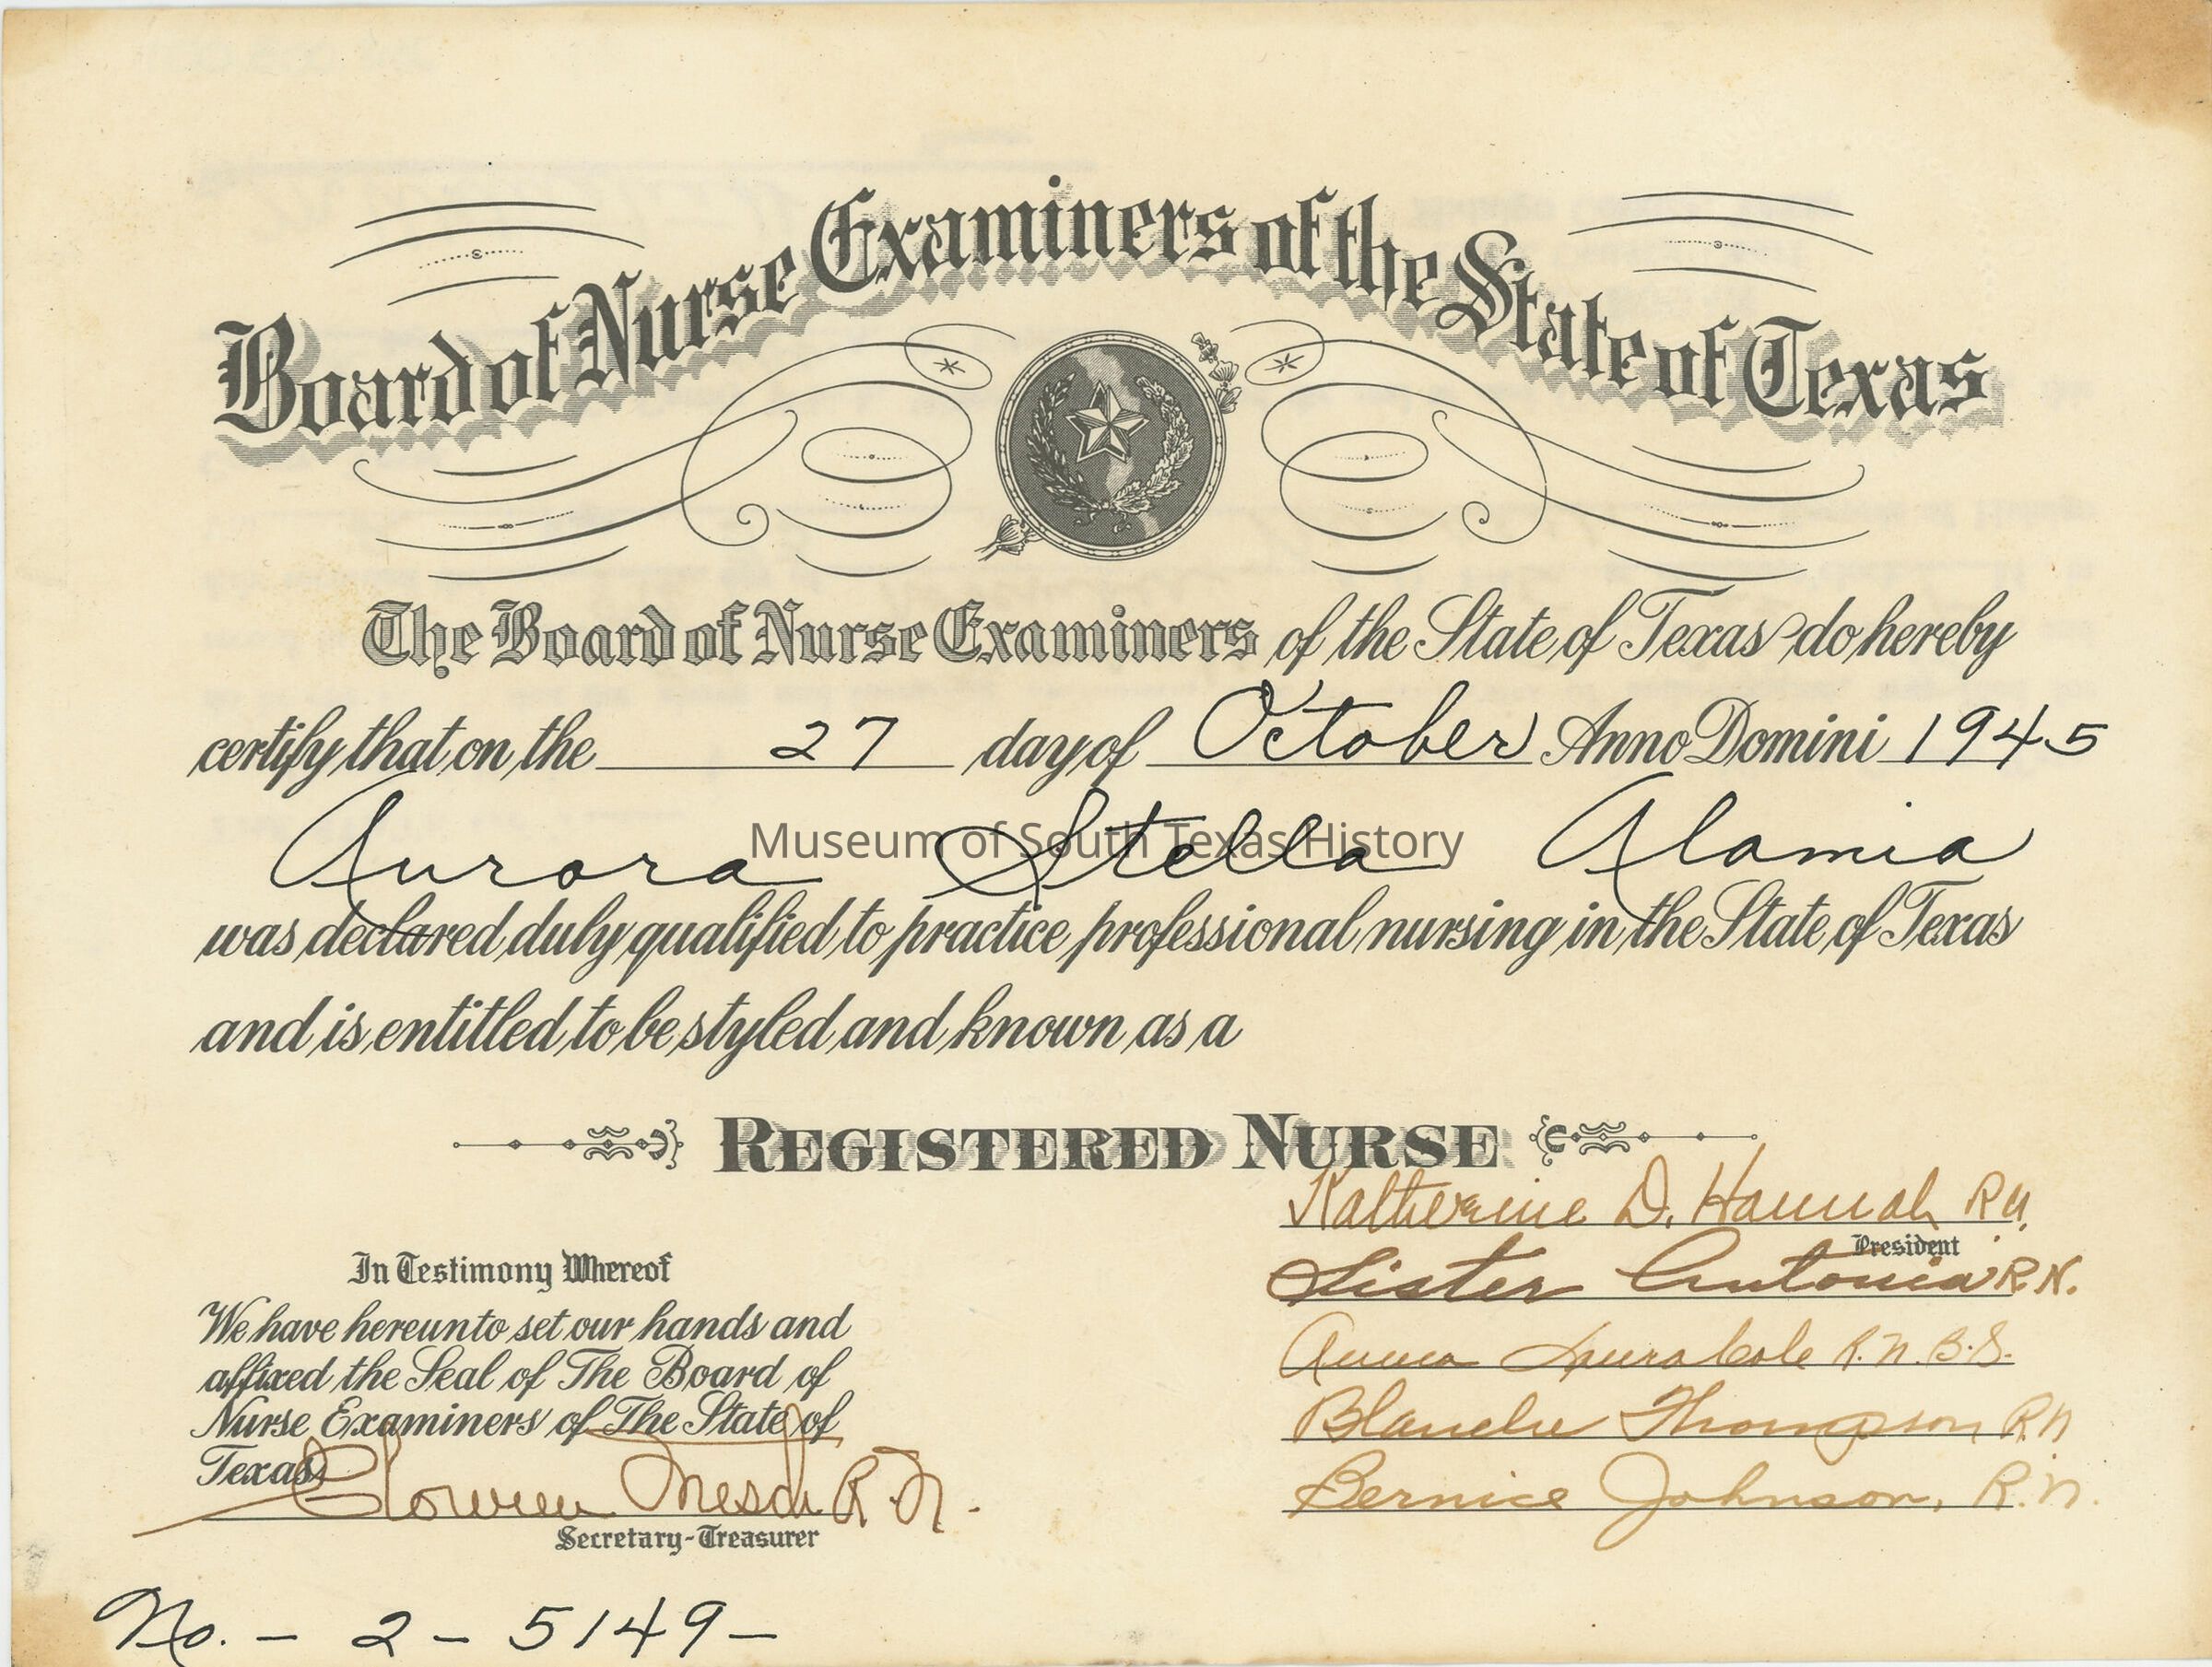 Board of Nurse Examiners of the State of Texas
The Board of Nurse Examiners of the State of Texas do hereby
certify that on the 27 day of October Anno Domini 1945
Aurora Stella Alamia
Museum of South Texas History
was declared duly qualified to practice professional nursing in the State of Texas
and is entitled to be styled and known as a
REGISTERED NURSE
Katherine D. Hannah R.N.
President
Sister Antonia R.N.
Anna Laura Cole R.N. B.S.
Blanche Thompson R.N.
Bernice Johnson, R.N.
In Testimony Whereof
We have hereunto set our hands and
affixed the Seal of The Board of
Nurse Examiners of The State of
Texas
R.N.
Secretary-Treasurer
No. - 2 - 5149 -